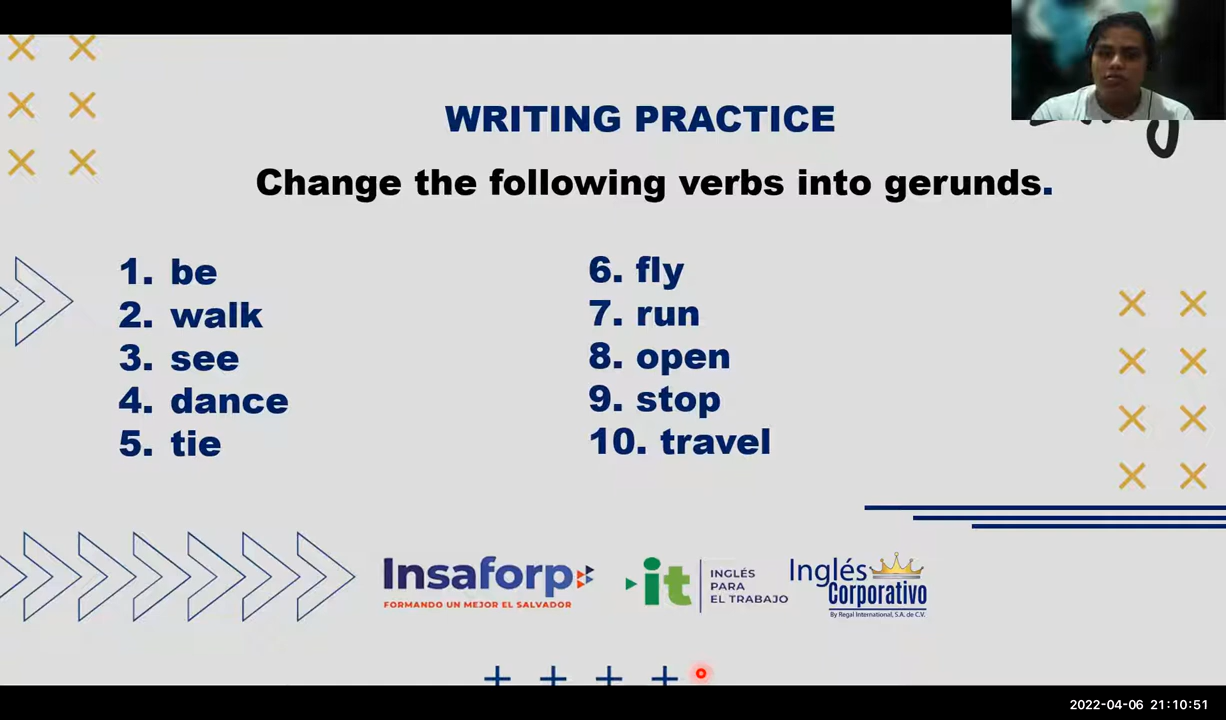 WRITING PRACTICE
Change the following verbs into gerunds.
1. be
2. walk
3. see
4. dance
5. tie
6. fly
7. run
8. open
9. stop
10. travel
Insaforp
FORMANDO UN MEJOR EL SALVADOR
it
INGLÉS
PARA
EL TRABAJO
Inglés
Corporativo
By Regal International, S.A. de C.V.
2022-04-06 21:10:51